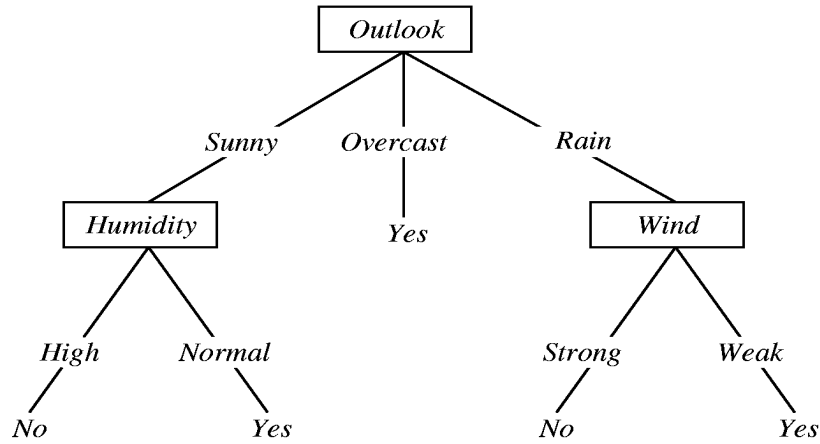 Outlook
Sunny Overcast Rain
Humidity Yes Wind
High Normal Strong Weak
No Yes No Yes